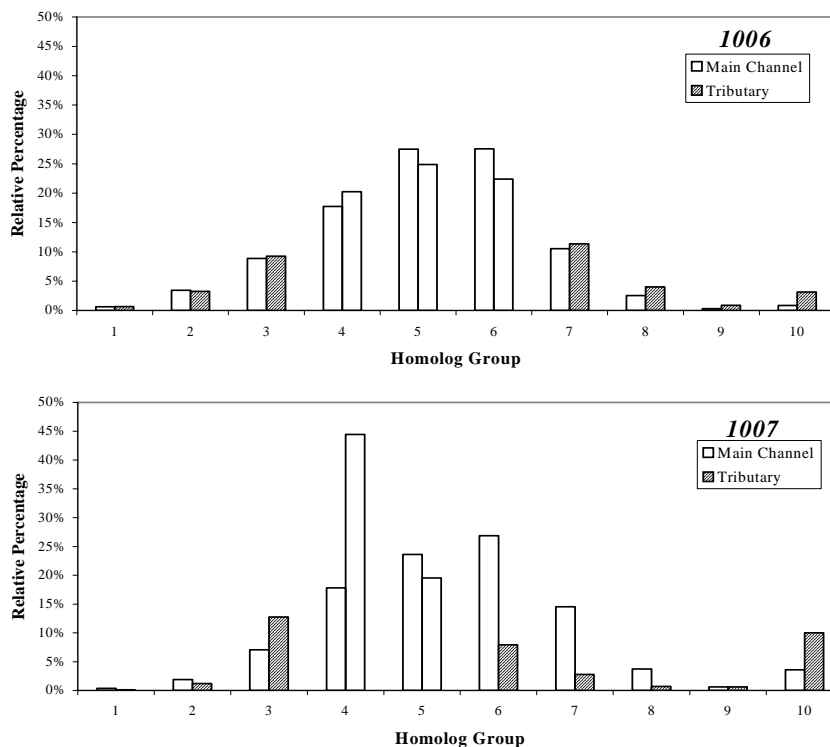 1006
Main Channel
Tributary
50%
45%
40%
35%
30%
25%
20%
15%
10%
5%
0%
Relative Percentage
1 2 3 4 5 6 7 8 9 10
Homolog Group
1007
Main Channel
Tributary
50%
45%
40%
35%
30%
25%
20%
15%
10%
5%
0%
Relative Percentage
1 2 3 4 5 6 7 8 9 10
Homolog Group